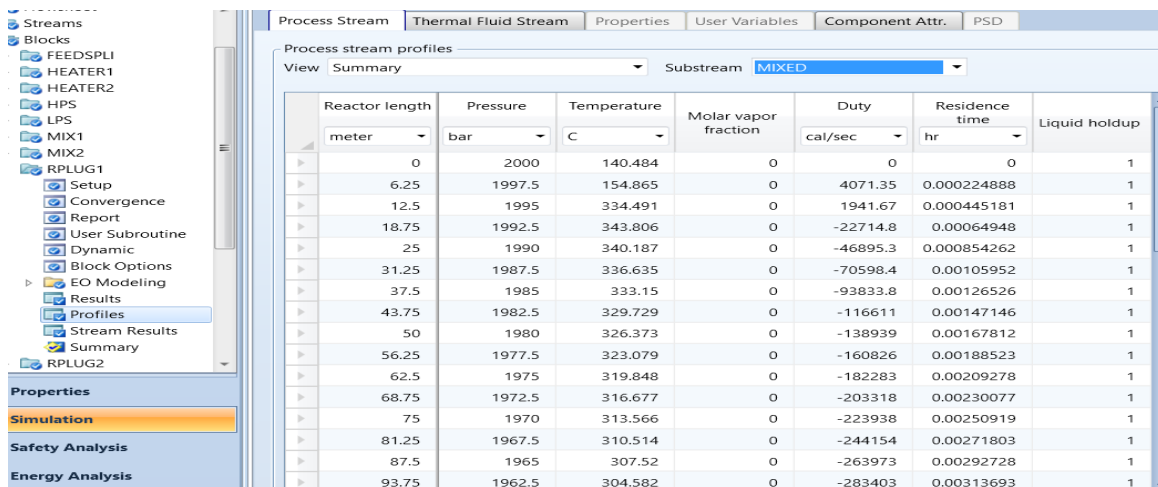 Streams
Blocks
FEEDSPLI
HEATER1
HEATER2
HPS
LPS
MIX1
MIX2
RPLUG1
Setup
Convergence
Report
User Subroutine
Dynamic
Block Options
EO Modeling
Results
Profiles
Stream Results
Summary
RPLUG2
Properties
Simulation
Safety Analysis
Energy Analysis
Process Stream Thermal Fluid Stream Properties User Variables Component Attr. PSD
Process stream profiles
View Summary Substream MIXED
Reactor length Pressure Temperature Molar vapor fraction Duty Residence time Liquid holdup
meter bar C cal/sec hr
0 2000 140.484 0 0 0 1
6.25 1997.5 154.865 0 4071.35 0.000224888 1
12.5 1995 334.491 0 1941.67 0.000445181 1
18.75 1992.5 343.806 0 -22714.8 0.00064948 1
25 1990 340.187 0 -46895.3 0.000854262 1
31.25 1987.5 336.635 0 -70598.4 0.00105952 1
37.5 1985 333.15 0 -93833.8 0.00126526 1
43.75 1982.5 329.729 0 -116611 0.00147146 1
50 1980 326.373 0 -138939 0.00167812 1
56.25 1977.5 323.079 0 -160826 0.00188523 1
62.5 1975 319.848 0 -182283 0.00209278 1
68.75 1972.5 316.677 0 -203318 0.00230077 1
75 1970 313.566 0 -223938 0.00250919 1
81.25 1967.5 310.514 0 -244154 0.00271803 1
87.5 1965 307.52 0 -263973 0.00292728 1
93.75 1962.5 304.582 0 -283403 0.00313693 1